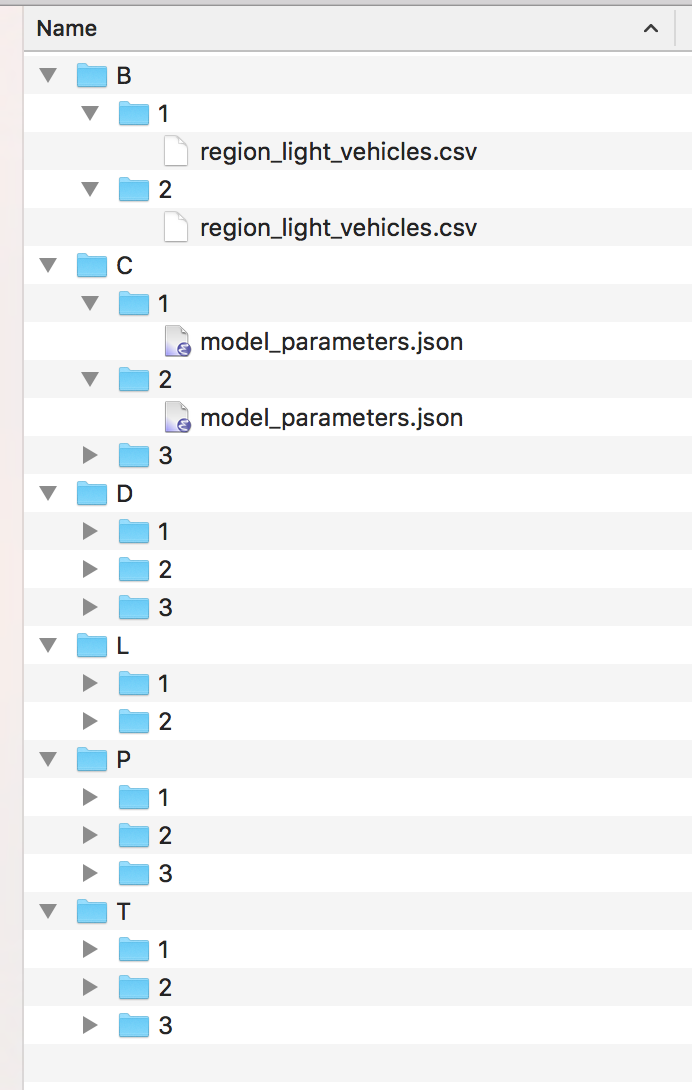 Name
B
1
region_light_vehicles.csv
2
region_light_vehicles.csv
C
1
model_parameters.json
2
model_parameters.json
3
D
1
2
3
L
1
2
P
1
2
3
T
1
2
3